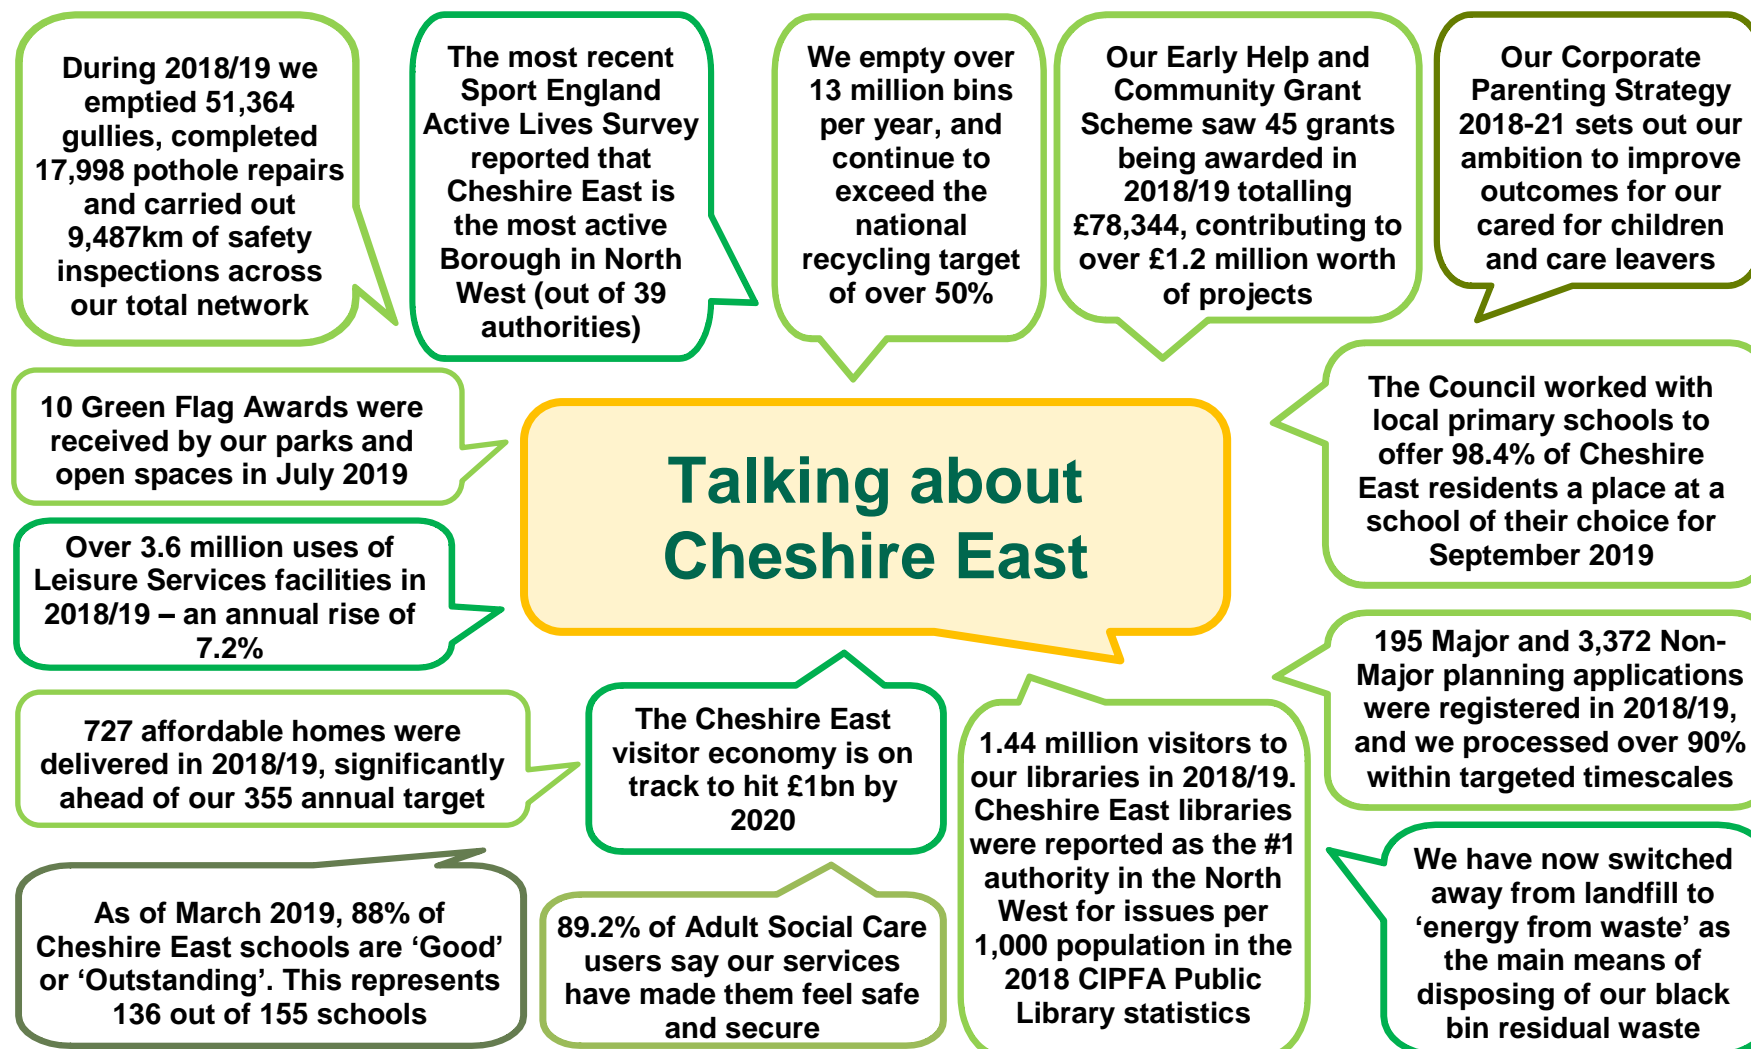 During 2018/19 we
emptied 51,364
gullies, completed
17,998 pothole repairs
and carried out
9,487km of safety
inspections across
our total network
The most recent
Sport England
Active Lives Survey
reported that
Cheshire East is
the most active
Borough in North
West (out of 39
authorities)
We empty over
13 million bins
per year, and
continue to
exceed the
national
recycling target
of over 50%
Our Early Help and
Community Grant
Scheme saw 45 grants
being awarded in
2018/19 totalling
£78,344, contributing to
over £1.2 million worth
of projects
Our Corporate
Parenting Strategy
2018-21 sets out our
ambition to improve
outcomes for our
cared for children
and care leavers
10 Green Flag Awards were
received by our parks and
open spaces in July 2019
Talking about
Cheshire East
The Council worked with
local primary schools to
offer 98.4% of Cheshire
East residents a place at a
school of their choice for
September 2019
Over 3.6 million uses of
Leisure Services facilities in
2018/19 – an annual rise of
7.2%
195 Major and 3,372 Non-
Major planning applications
were registered in 2018/19,
and we processed over 90%
within targeted timescales
727 affordable homes were
delivered in 2018/19, significantly
ahead of our 355 annual target
The Cheshire East
visitor economy is on
track to hit £1bn by
2020
1.44 million visitors to
our libraries in 2018/19.
Cheshire East libraries
were reported as the #1
authority in the North
West for issues per
1,000 population in the
2018 CIPFA Public
Library statistics
We have now switched
away from landfill to
‘energy from waste’ as
the main means of
disposing of our black
bin residual waste
As of March 2019, 88% of
Cheshire East schools are ‘Good’
or ‘Outstanding’. This represents
136 out of 155 schools
89.2% of Adult Social Care
users say our services
have made them feel safe
and secure